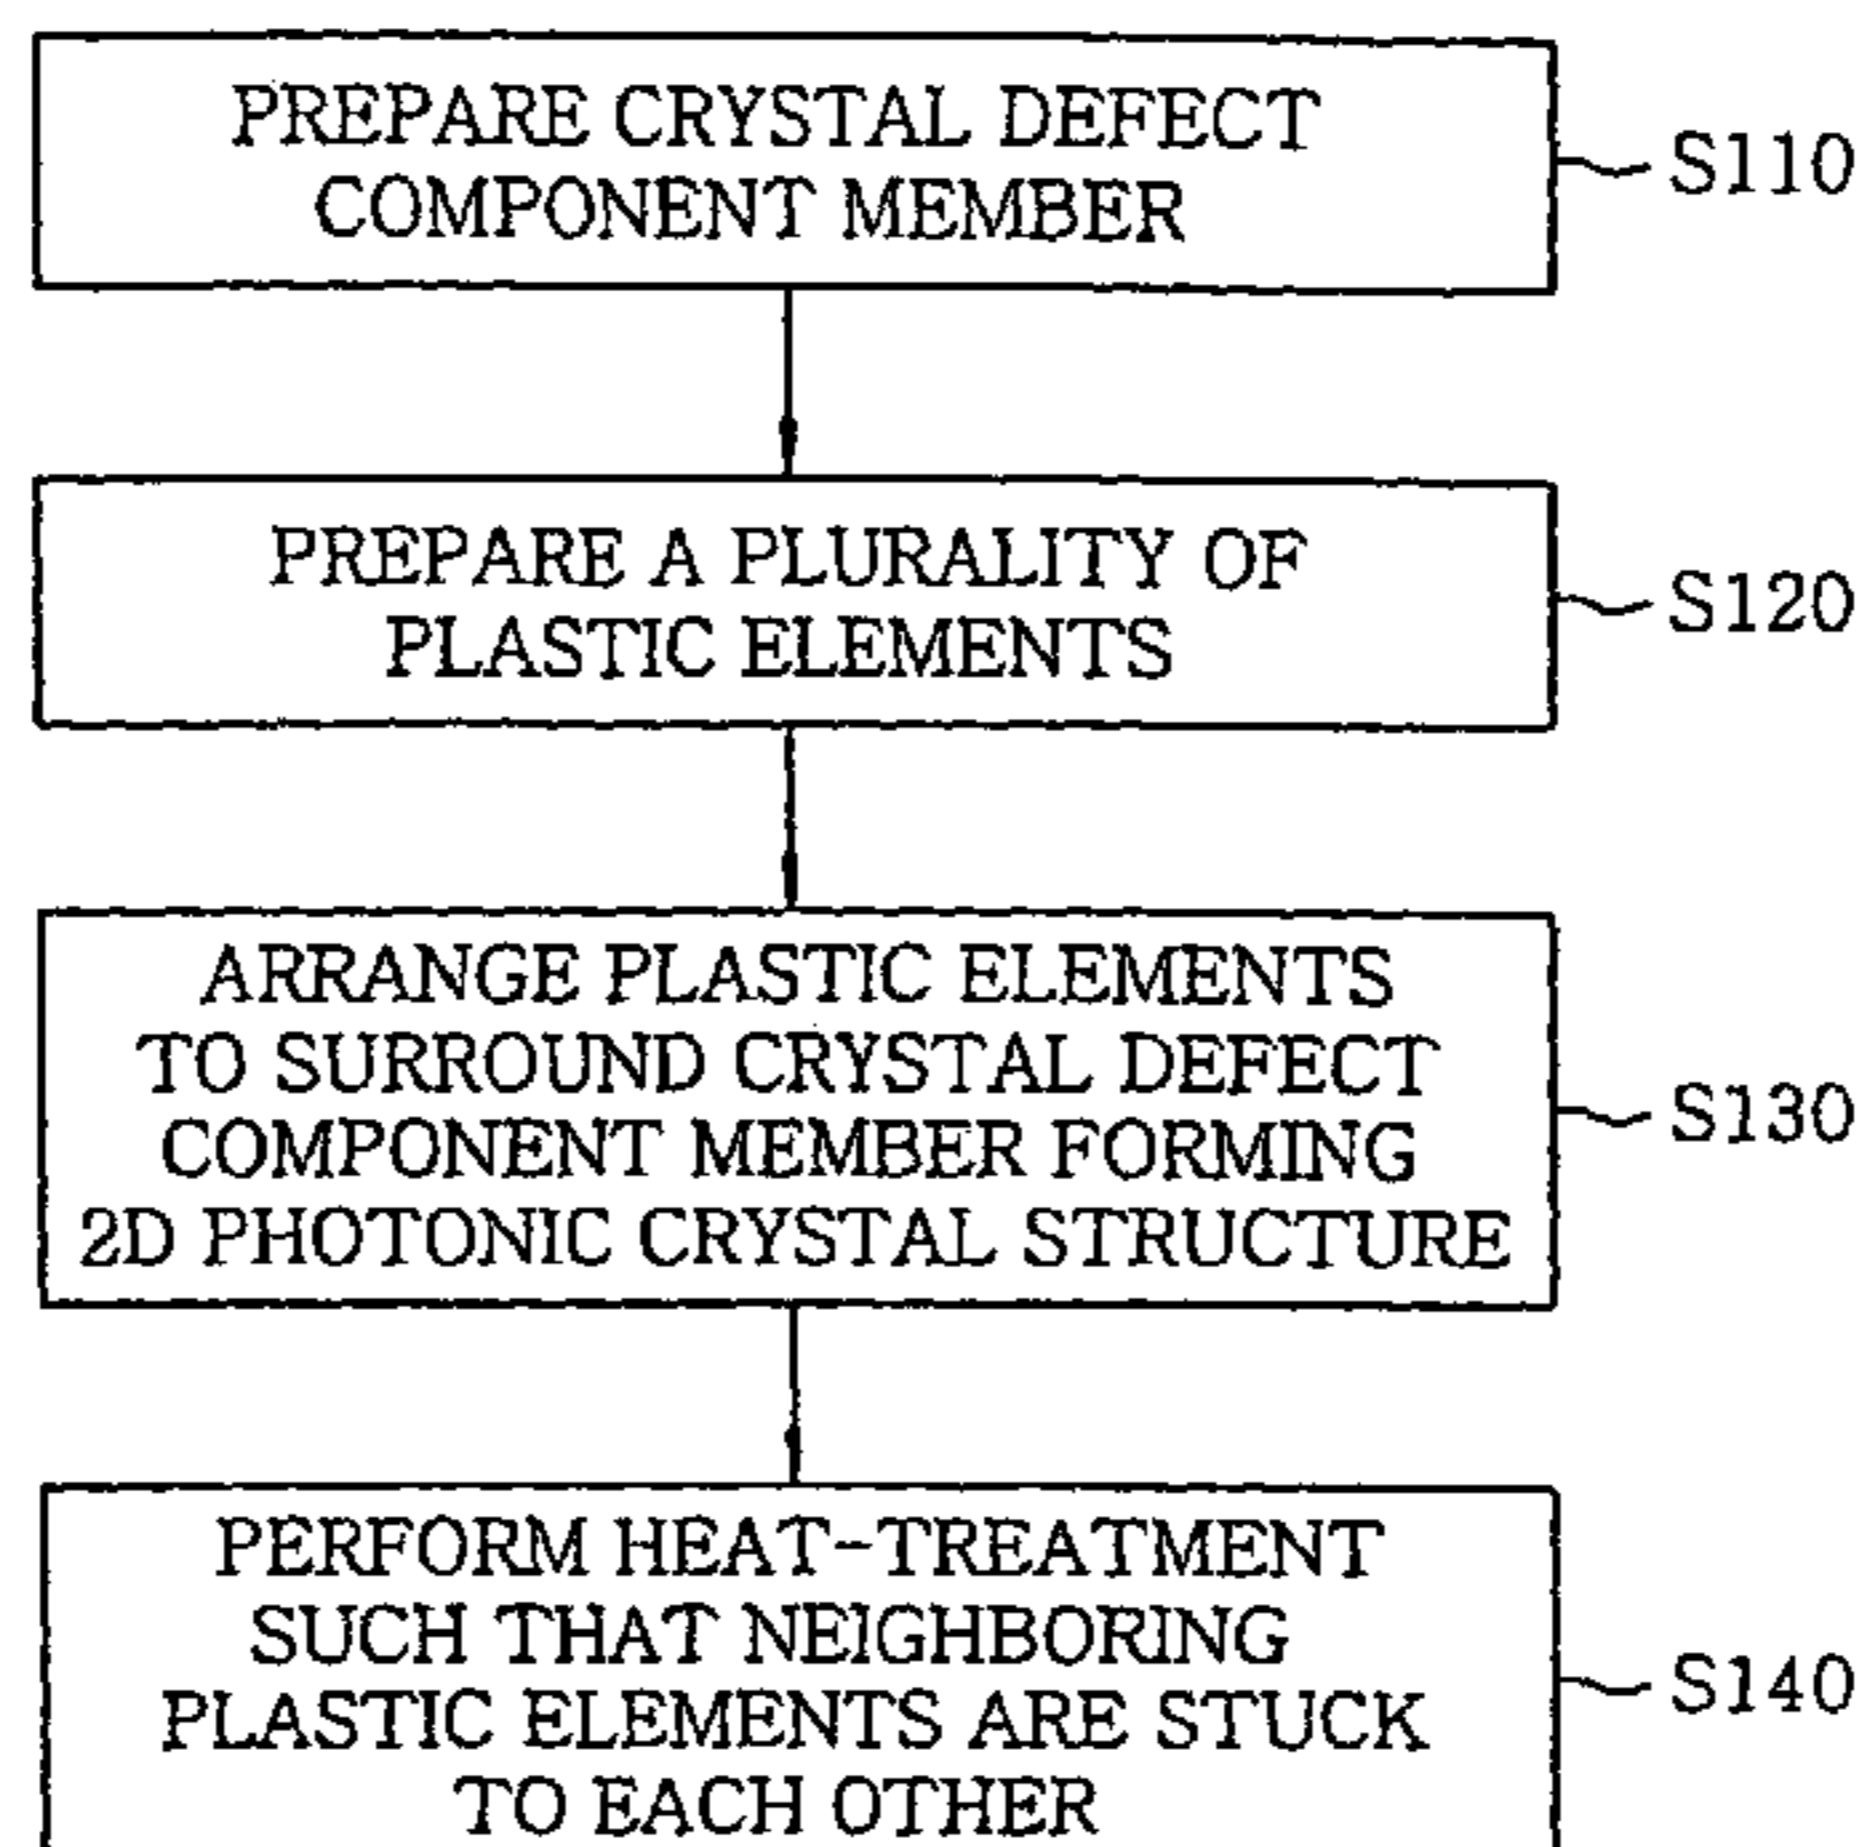 PREPARE CRYSTAL DEFECT
COMPONENT MEMBER
S110
PREPARE A PLURALITY OF
PLASTIC ELEMENTS
S120
ARRANGE PLASTIC ELEMENTS
TO SURROUND CRYSTAL DEFECT
COMPONENT MEMBER FORMING
2D PHOTONIC CRYSTAL STRUCTURE
S130
PERFORM HEAT-TREATMENT
SUCH THAT NEIGHBORING
PLASTIC ELEMENTS ARE STUCK
TO EACH OTHER
S140